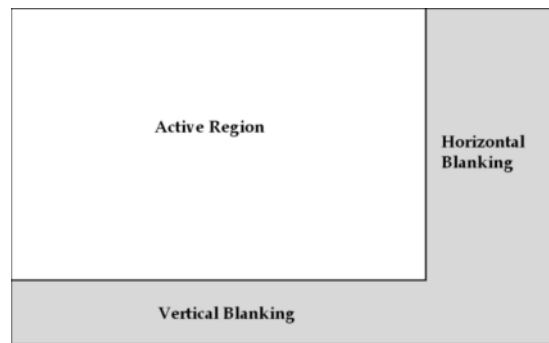 Active Region
Horizontal
Blanking
Vertical Blanking